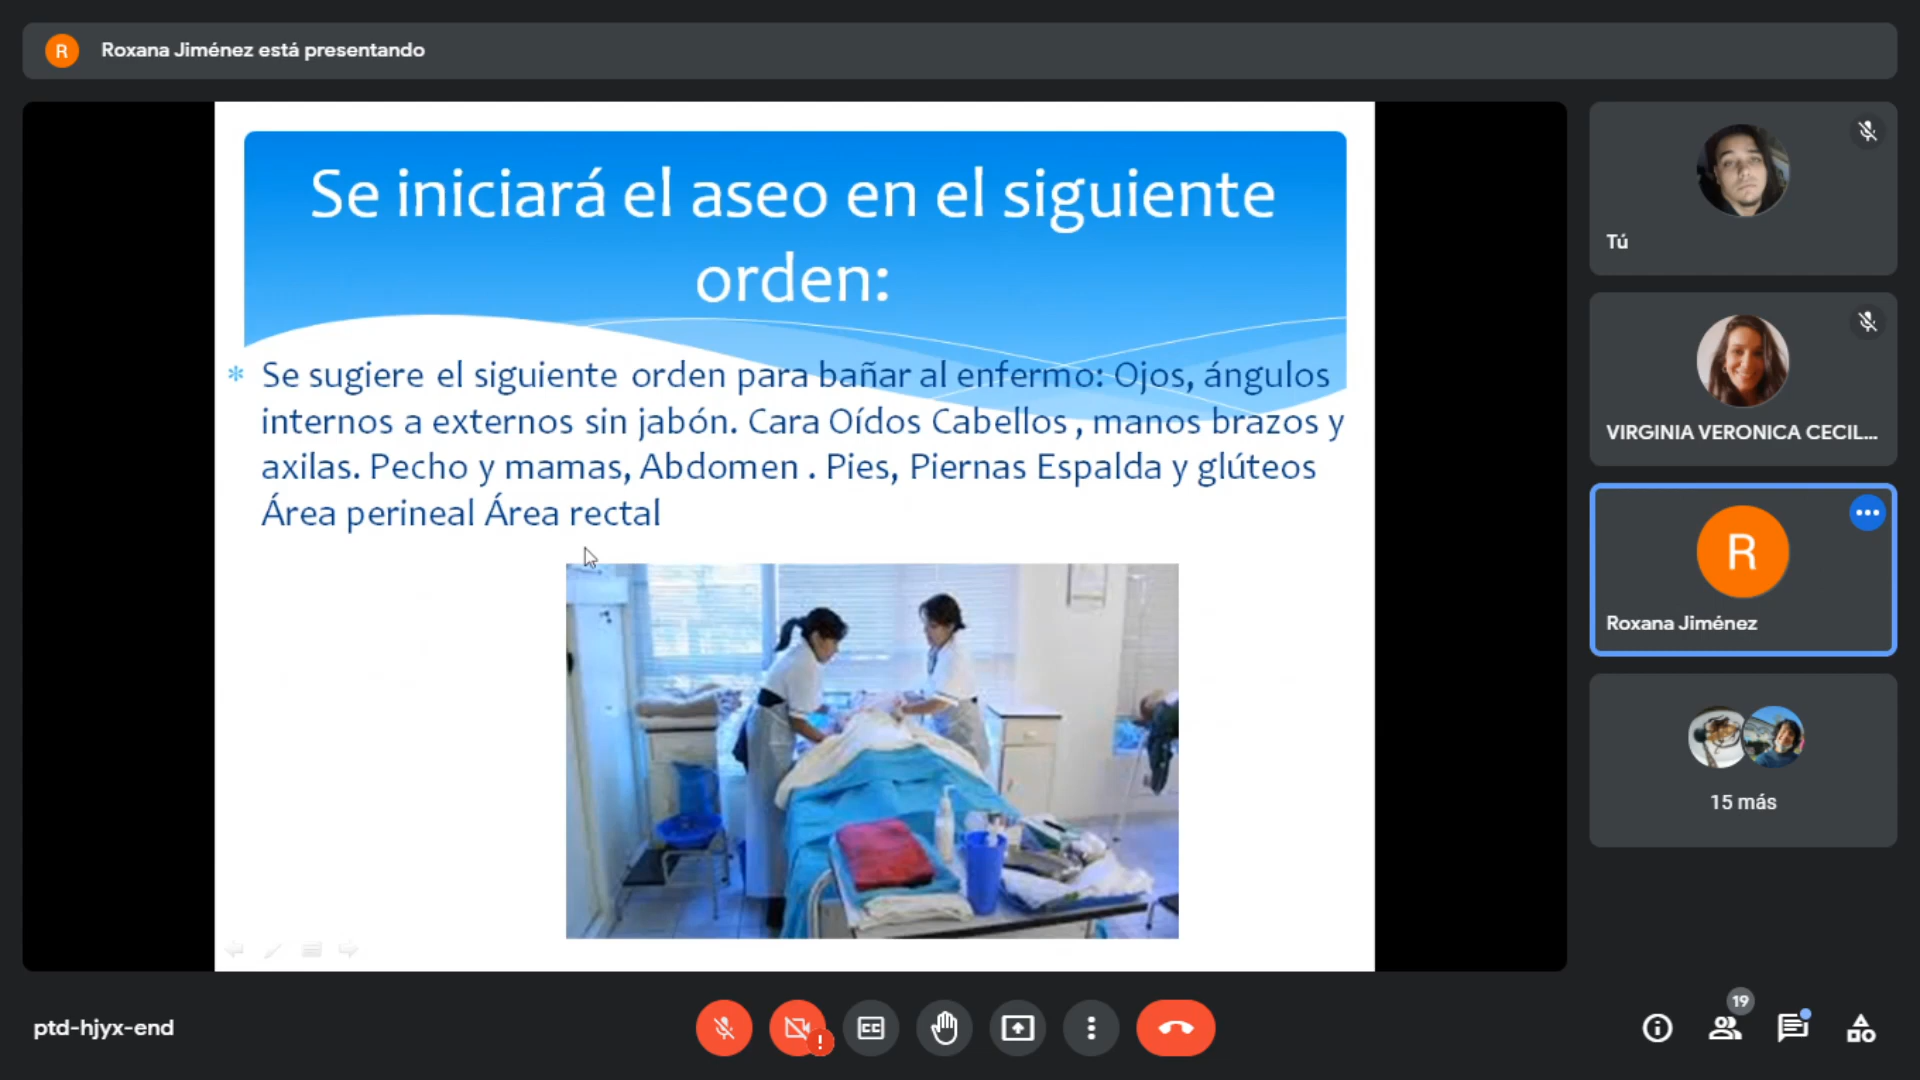 R
Roxana Jiménez está presentando
Se iniciará el aseo en el siguiente
orden:
* Se sugiere el siguiente orden para bañar al enfermo: Ojos, ángulos
internos a externos sin jabón. Cara Oídos Cabellos , manos brazos y
axilas. Pecho y mamas, Abdomen . Pies, Piernas Espalda y glúteos
Área perineal Área rectal
Tú
VIRGINIA VERONICA CECIL...
R
Roxana Jiménez
15 más
ptd-hjyx-end
CC
!
19